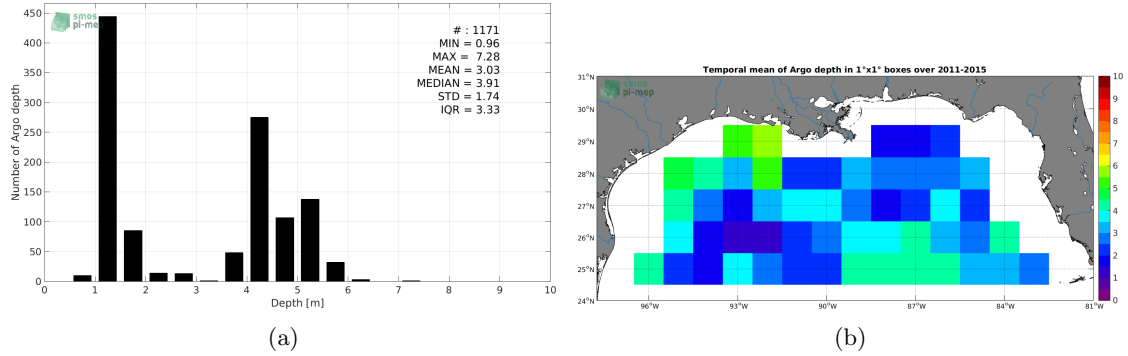 smos
pi-mep
450
400
350
300
250
200
150
100
50
0
Number of Argo depth
# : 1171
MIN = 0.96
MAX = 7.28
MEAN = 3.03
MEDIAN = 3.91
STD = 1.74
IQR = 3.33
0 1 2 3 4 5 6 7 8 9 10
Depth [m]
(a)
Temporal mean of Argo depth in 1°x1° boxes over 2011-2015
smos
pi-mep
31°N
30°N
29°N
28°N
27°N
26°N
25°N
24°N
96°W 93°W 90°W 87°W 84°W 81°W
10
9
8
7
6
5
4
3
2
1
0
(b)